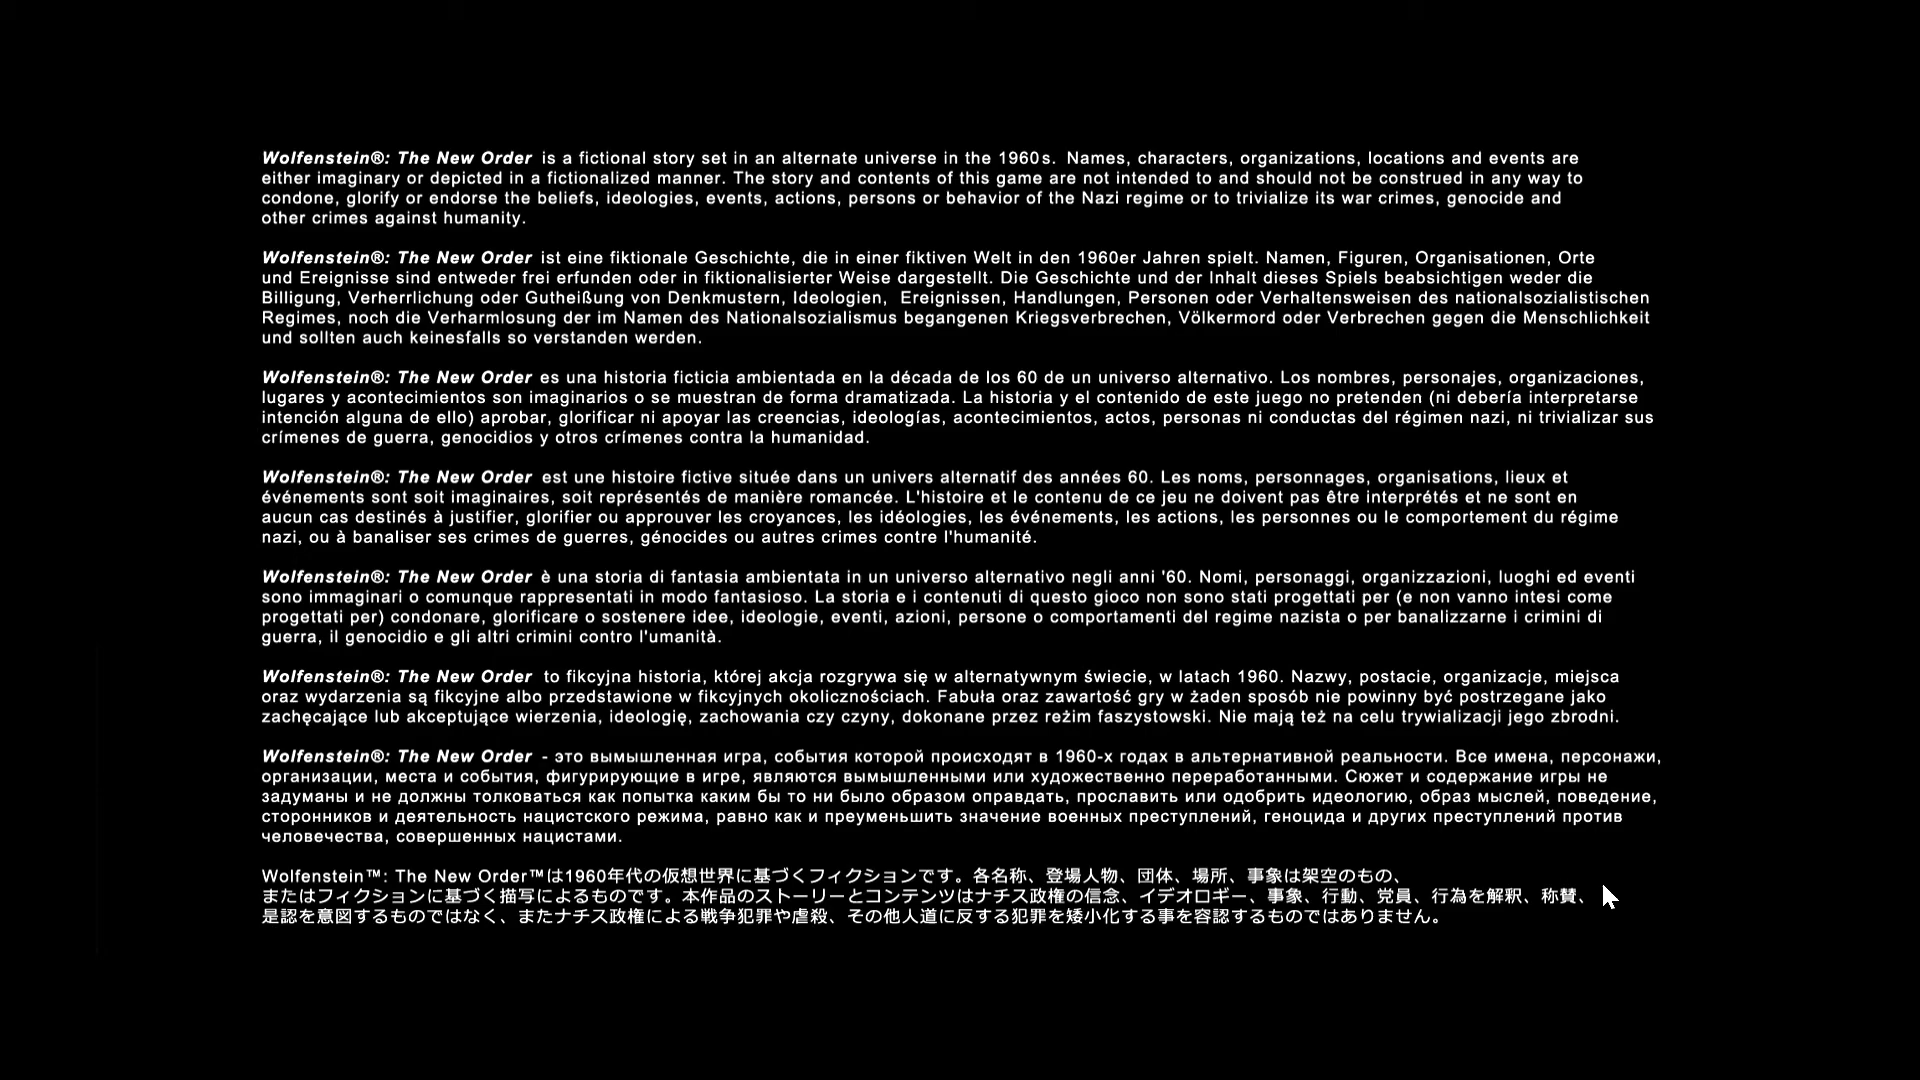 Wolfenstein®: The New Order is a fictional story set in an alternate universe in the 1960s. Names, characters, organizations, locations and events are
either imaginary or depicted in a fictionalized manner. The story and contents of this game are not intended to and should not be construed in any way to
condone, glorify or endorse the beliefs, ideologies, events, actions, persons or behavior of the Nazi regime or to trivialize its war crimes, genocide and
other crimes against humanity.
Wolfenstein®: The New Order ist eine fiktionale Geschichte, die in einer fiktiven Welt in den 1960er Jahren spielt. Namen, Figuren, Organisationen, Orte
und Ereignisse sind entweder frei erfunden oder in fiktionalisierter Weise dargestellt. Die Geschichte und der Inhalt dieses Spiels beabsichtigen weder die
Billigung, Verherrlichung oder Gutheißung von Denkmustern, Ideologien, Ereignissen, Handlungen, Personen oder Verhaltensweisen des nationalsozialistischen
Regimes, noch die Verharmlosung der im Namen des Nationalsozialismus begangenen Kriegsverbrechen, Völkermord oder Verbrechen gegen die Menschlichkeit
und sollten auch keinesfalls so verstanden werden.
Wolfenstein®: The New Order es una historia ficticia ambientada en la década de los 60 de un universo alternativo. Los nombres, personajes, organizaciones,
lugares y acontecimientos son imaginarios o se muestran de forma dramatizada. La historia y el contenido de este juego no pretenden (ni debería interpretarse
intención alguna de ello) aprobar, glorificar ni apoyar las creencias, ideologías, acontecimientos, actos, personas ni conductas del régimen nazi, ni trivializar sus
crímenes de guerra, genocidios y otros crímenes contra la humanidad.
Wolfenstein®: The New Order est une histoire fictive située dans un univers alternatif des années 60. Les noms, personnages, organisations, lieux et
événements sont soit imaginaires, soit représentés de manière romancée. L'histoire et le contenu de ce jeu ne doivent pas être interprétés et ne sont en
aucun cas destinés à justifier, glorifier ou approuver les croyances, les idéologies, les événements, les actions, les personnes ou le comportement du régime
nazi, ou à banaliser ses crimes de guerres, génocides ou autres crimes contre l'humanité.
Wolfenstein®: The New Order è una storia di fantasia ambientata in un universo alternativo negli anni '60. Nomi, personaggi, organizzazioni, luoghi ed eventi
sono immaginari o comunque rappresentati in modo fantasioso. La storia e i contenuti di questo gioco non sono stati progettati per (e non vanno intesi come
progettati per) condonare, glorificare o sostenere idee, ideologie, eventi, azioni, persone o comportamenti del regime nazista o per banalizzarne i crimini di
guerra, il genocidio e gli altri crimini contro l'umanità.
Wolfenstein®: The New Order to fikcyjna historia, której akcja rozgrywa się w alternatywnym świecie, w latach 1960. Nazwy, postacie, organizacje, miejsca
oraz wydarzenia są fikcyjne albo przedstawione w fikcyjnych okolicznościach. Fabuła oraz zawartość gry w żaden sposób nie powinny być postrzegane jako
zachęcające lub akceptujące wierzenia, ideologię, zachowania czy czyny, dokonane przez reżim faszystowski. Nie mają też na celu trywializacji jego zbrodni.
Wolfenstein®: The New Order - это вымышленная игра, события которой происходят в 1960-х годах в альтернативной реальности. Все имена, персонажи,
организации, места и события, фигурирующие в игре, являются вымышленными или художественно переработанными. Сюжет и содержание игры не
задуманы и не должны толковаться как попытка каким бы то ни было образом оправдать, прославить или одобрить идеологию, образ мыслей, поведение,
сторонников и деятельность нацистского режима, равно как и преуменьшить значение военных преступлений, геноцида и других преступлений против
человечества, совершенных нацистами.
Wolfenstein™: The New Order™は1960年代の仮想世界に基づくフィクションです。各名称、登場人物、団体、場所、事象は架空のもの、
またはフィクションに基づく描写によるものです。本作品のストーリーとコンテンツはナチス政権の信念、イデオロギー、事象、行動、党員、行為を解釈、称賛、
是認を意図するものではなく、またナチス政権による戦争犯罪や虐殺、その他人道に反する犯罪を矮小化する事を容認するものではありません。